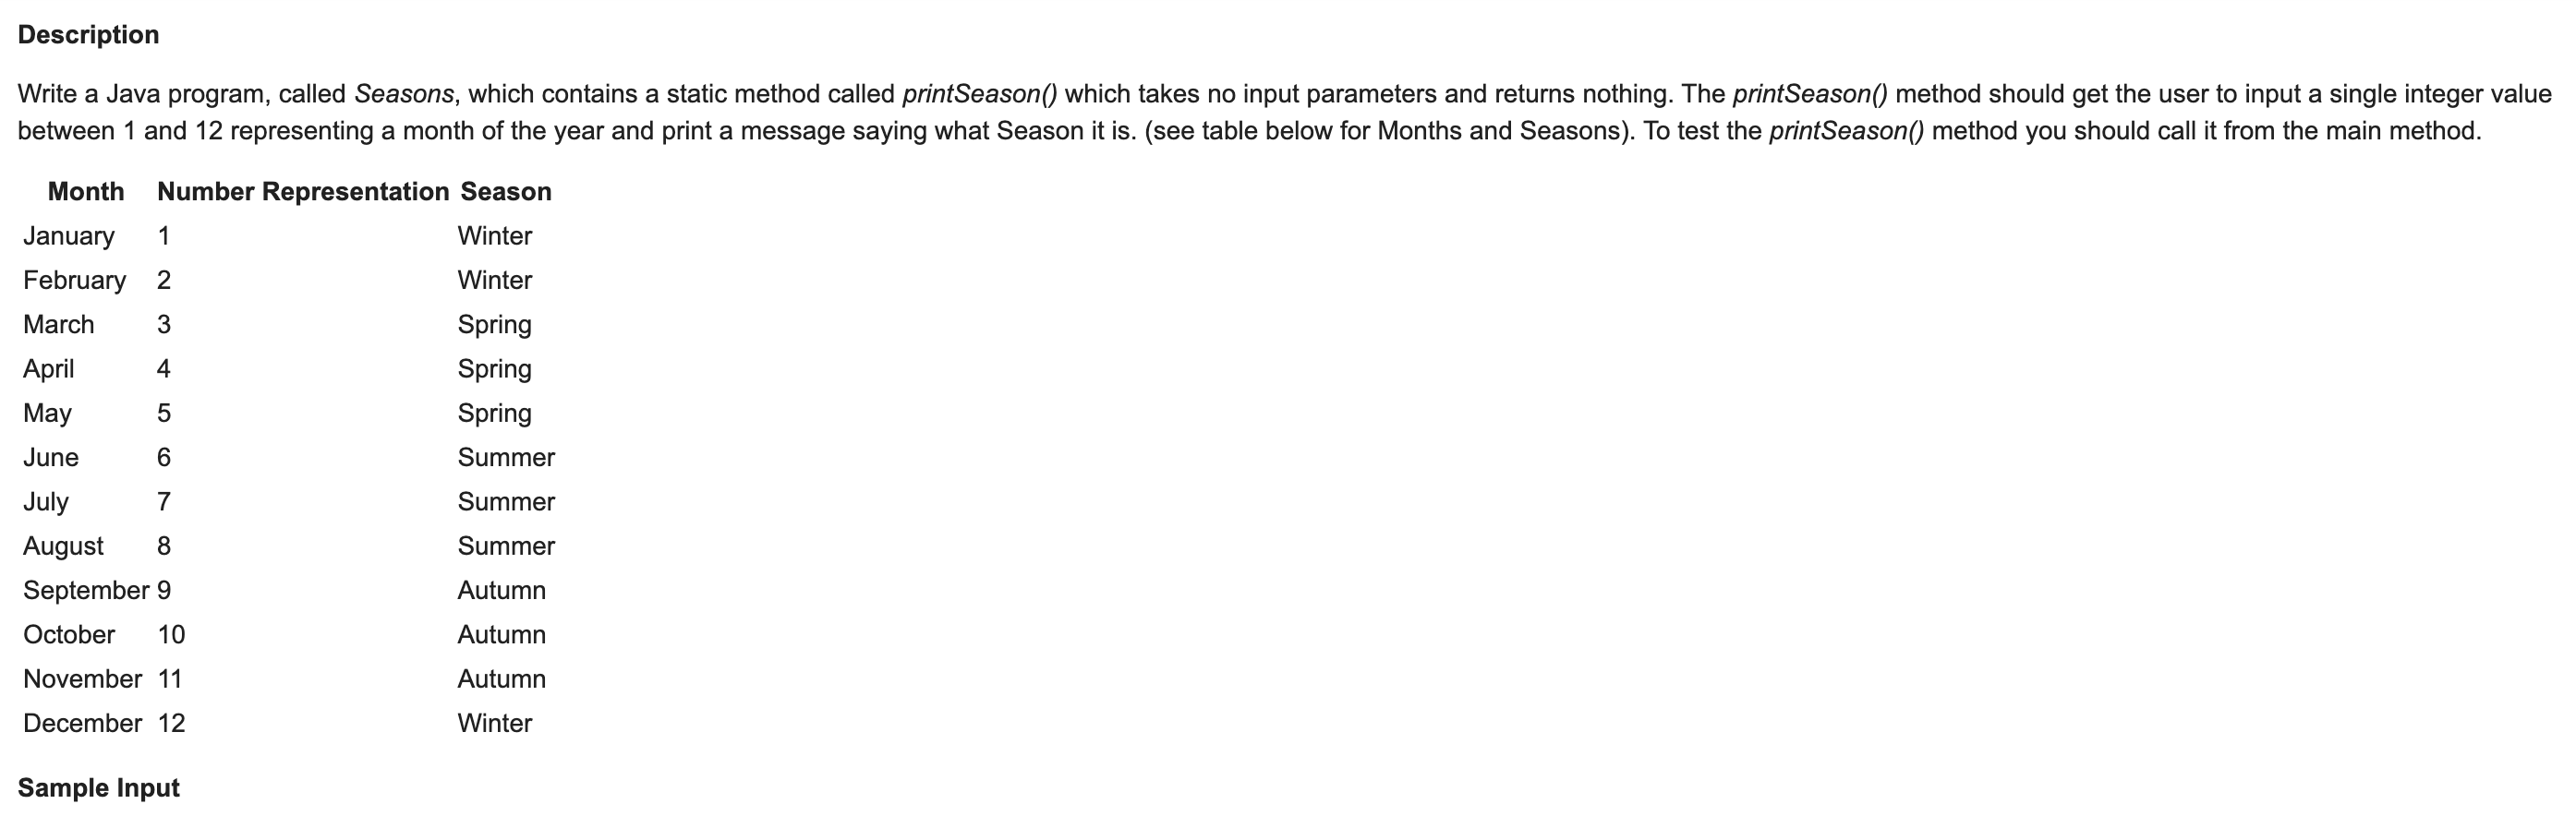 Description
Write a Java program, called Seasons, which contains a static method called printSeason() which takes no input parameters and returns nothing. The printSeason() method should get the user to input a single integer value
between 1 and 12 representing a month of the year and print a message saying what Season it is. (see table below for Months and Seasons). To test the printSeason() method you should call it from the main method.
Month Number Representation Season
January 1 Winter
February 2 Winter
March 3 Spring
April 4 Spring
May 5 Spring
June 6 Summer
July 7 Summer
August 8 Summer
September 9 Autumn
October 10 Autumn
November 11 Autumn
December 12 Winter
Sample Input